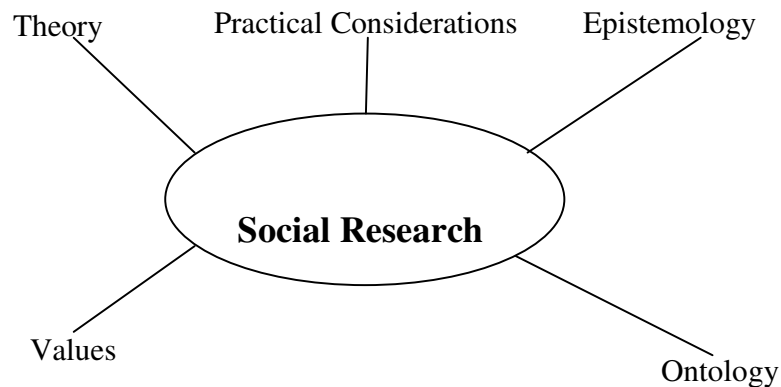 Theory
Practical Considerations
Epistemology
Social Research
Values
Ontology